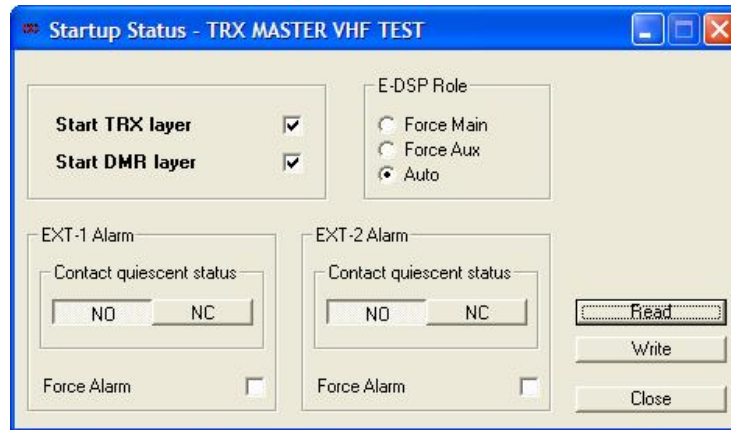 Startup Status - TRX MASTER VHF TEST
Start TRX layer
Start DMR layer
E-DSP Role
Force Main
Force Aux
Auto
EXT-1 Alarm
Contact quiescent status
NO NC
Force Alarm
EXT-2 Alarm
Contact quiescent status
NO NC
Force Alarm
Read
Write
Close